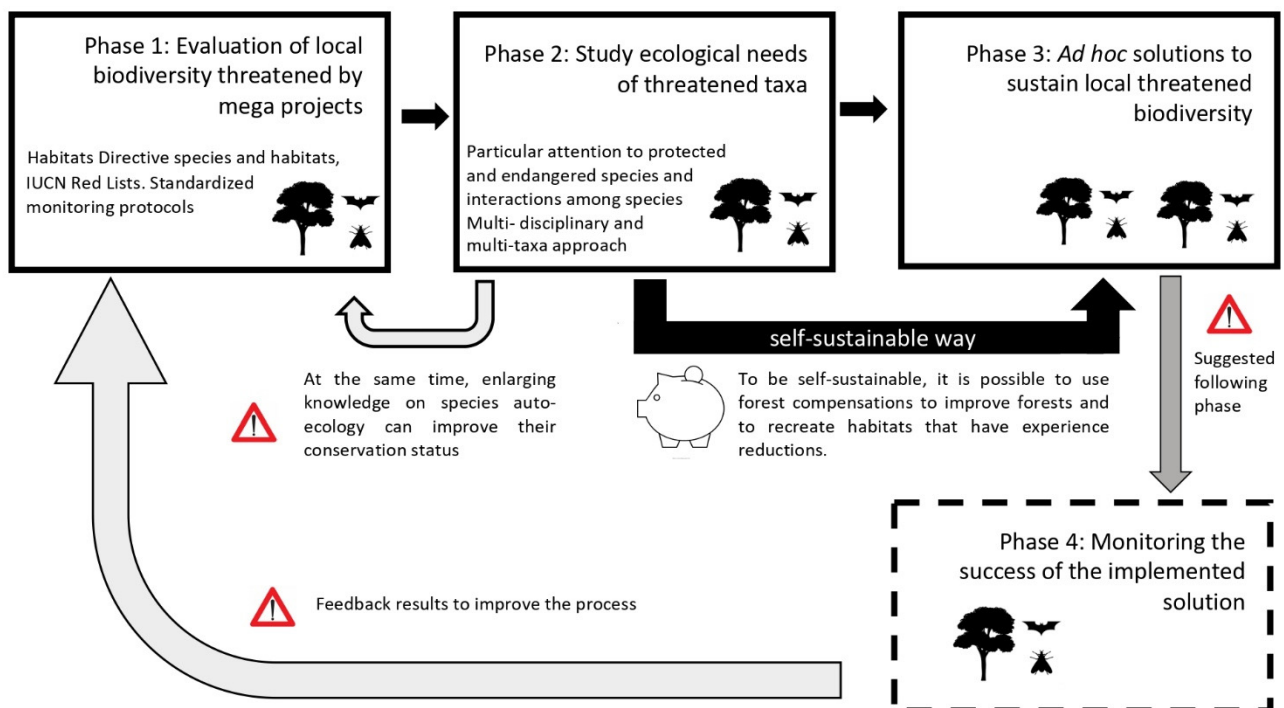 Phase 1: Evaluation of local
biodiversity threatened by
mega projects
Habitats Directive species and habitats,
IUCN Red Lists. Standardized
monitoring protocols
Phase 2: Study ecological needs
of threatened taxa
Particular attention to protected
and endangered species and
interactions among species
Multi- disciplinary and
multi-taxa approach
Phase 3: Ad hoc solutions to
sustain local threatened
biodiversity
self-sustainable way
At the same time, enlarging
knowledge on species auto-
ecology can improve their
conservation status
To be self-sustainable, it is possible to use
forest compensations to improve forests and
to recreate habitats that have experience
reductions.
Suggested
following
phase
Phase 4: Monitoring the
success of the implemented
solution
Feedback results to improve the process